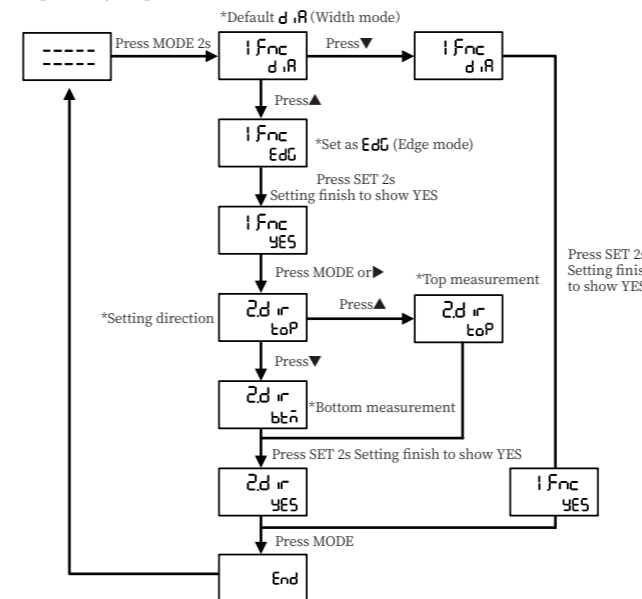 *Default d iA (Width mode)
-----
-----
Press MODE 2s
1 Fnc
d iA
Press▼
1 Fnc
d iA
Press▲
1 Fnc
EdG
*Set as EdG (Edge mode)
Press SET 2s
Setting finish to show YES
1 Fnc
YES
Press SET 2s
Setting finis
to show YES
Press MODE or▶
*Top measurement
*Setting direction
2.d ir
toP
Press▲
2.d ir
toP
Press▼
2.d ir
btm
*Bottom measurement
Press SET 2s Setting finish to show YES
2.d ir
YES
1 Fnc
YES
Press MODE
End